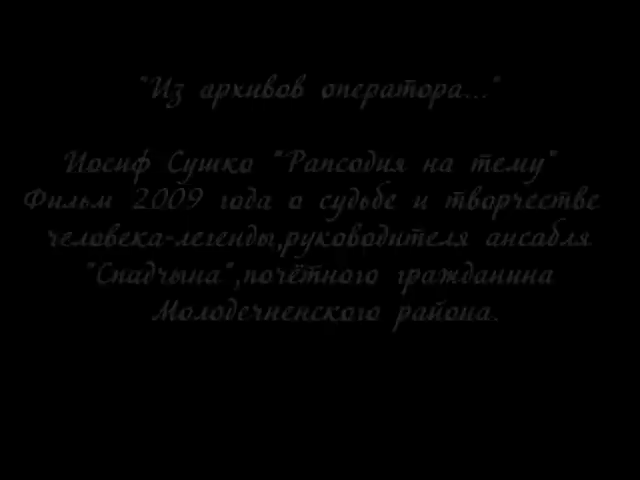 "Из архивов оператора..."
Иосиф Сушко "Рапсодия на тему"
Фильм 2009 года о судьбе и творчестве
человека-легенды,руководителя ансабля
"Спадчына",почётного гражданина
Молодечненского района.